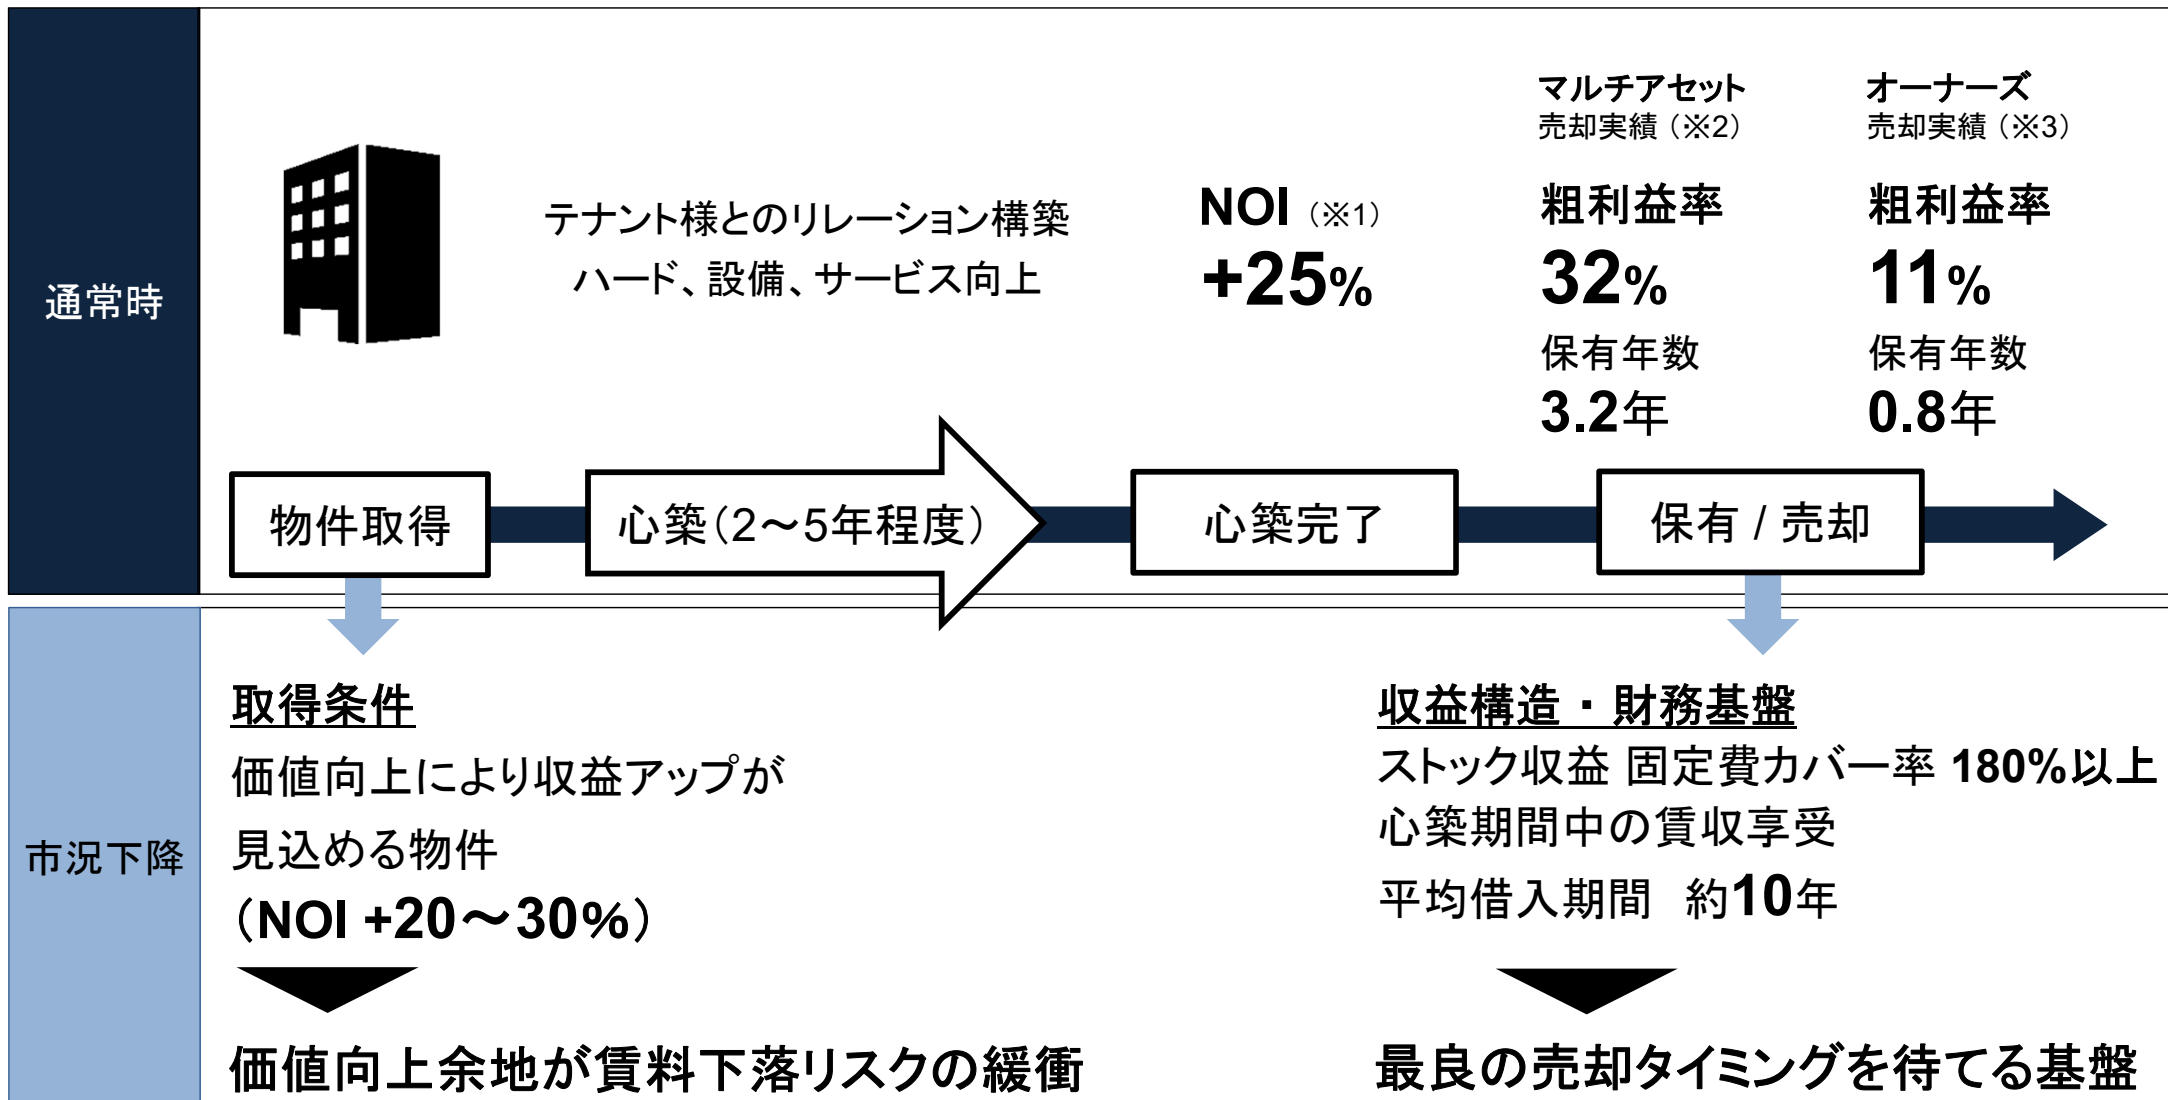 通常時
テナント様とのリレーション構築
ハード、設備、サービス向上
NOI（※1）
+25%
マルチアセット
売却実績（※2）
粗利益率
32%
保有年数
3.2年
オーナーズ
売却実績（※3）
粗利益率
11%
保有年数
0.8年
物件取得
心築（2～5年程度）
心築完了
保有 / 売却
市況下降
取得条件
価値向上により収益アップが
見込める物件
（NOI +20～30%）
価値向上余地が賃料下落リスクの緩衝
収益構造・財務基盤
ストック収益 固定費カバー率 180%以上
心築期間中の賃収享受
平均借入期間　約10年
最良の売却タイミングを待てる基盤